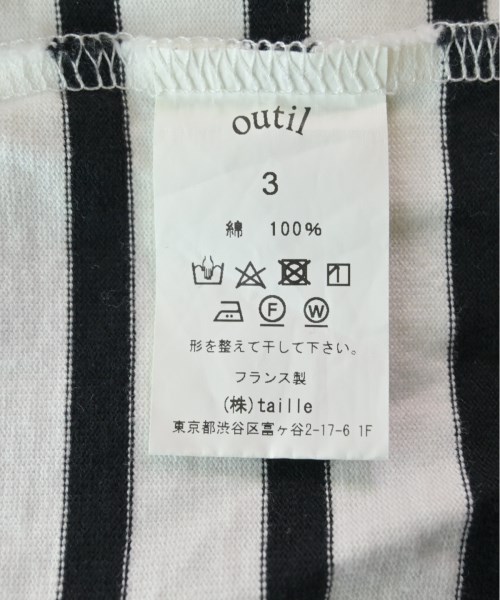 outil
3
綿 100%
F W
形を整えて干して下さい。
フランス製
(株)taille
東京都渋谷区富ヶ谷2-17-6 1F